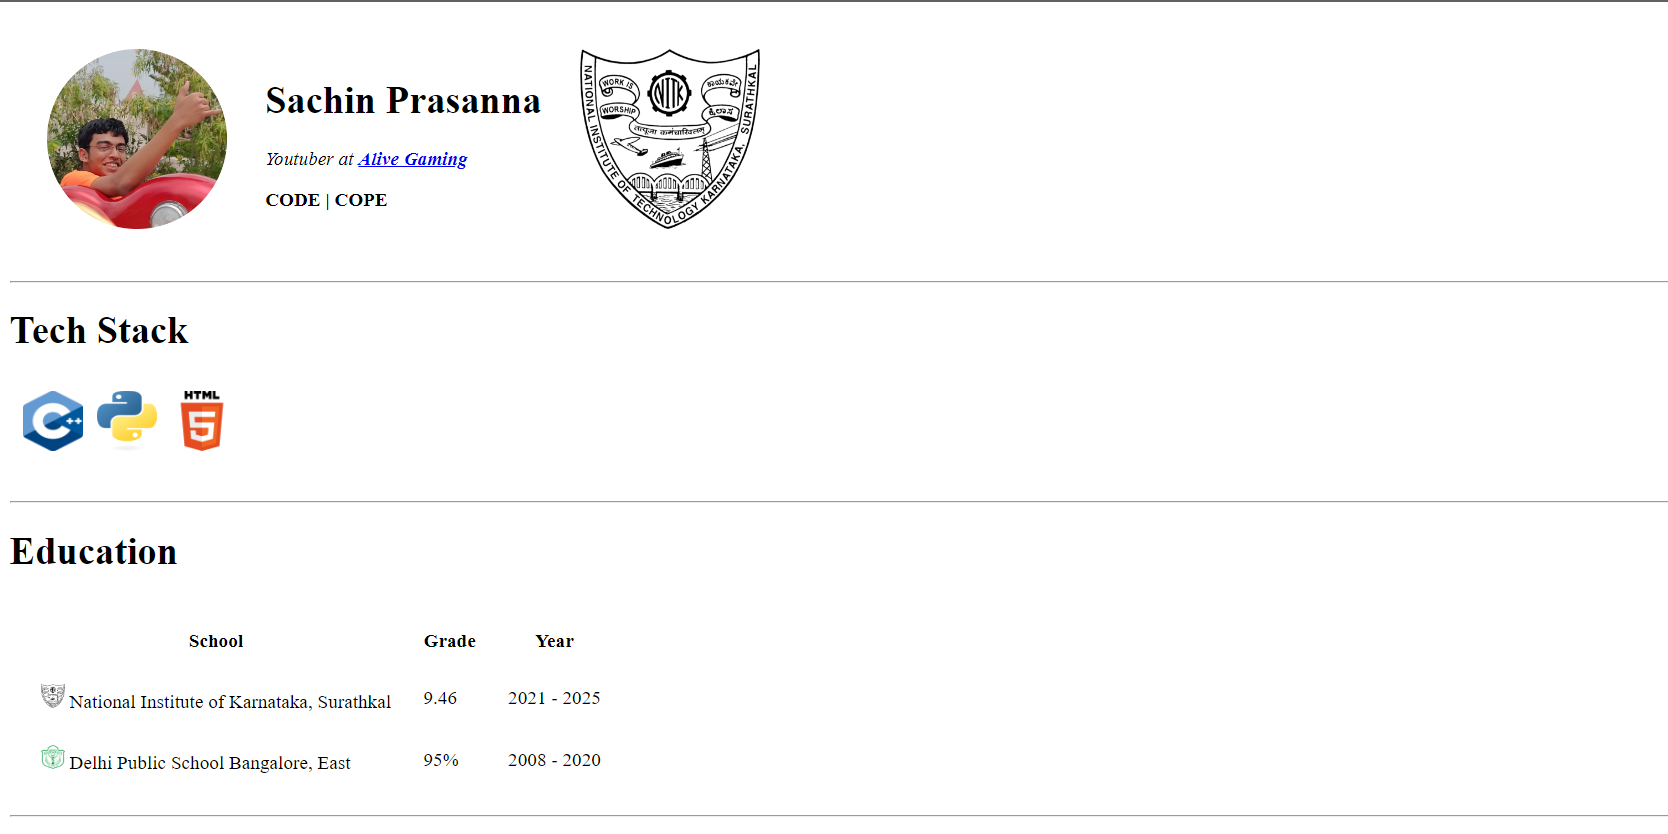 Sachin Prasanna
Youtuber at Alive Gaming
CODE | COPE
NATIONAL INSTITUTE OF TECHNOLOGY KARNATAKA, SURATHKAL
WORK IS
WORSHIP
NITK
ಕಾಯಕವೇ
ಕೈಲಾಸ
Tech Stack
C++
HTML
5
Education
School Grade Year
National Institute of Karnataka, Surathkal 9.46 2021 - 2025
Delhi Public School Bangalore, East 95% 2008 - 2020